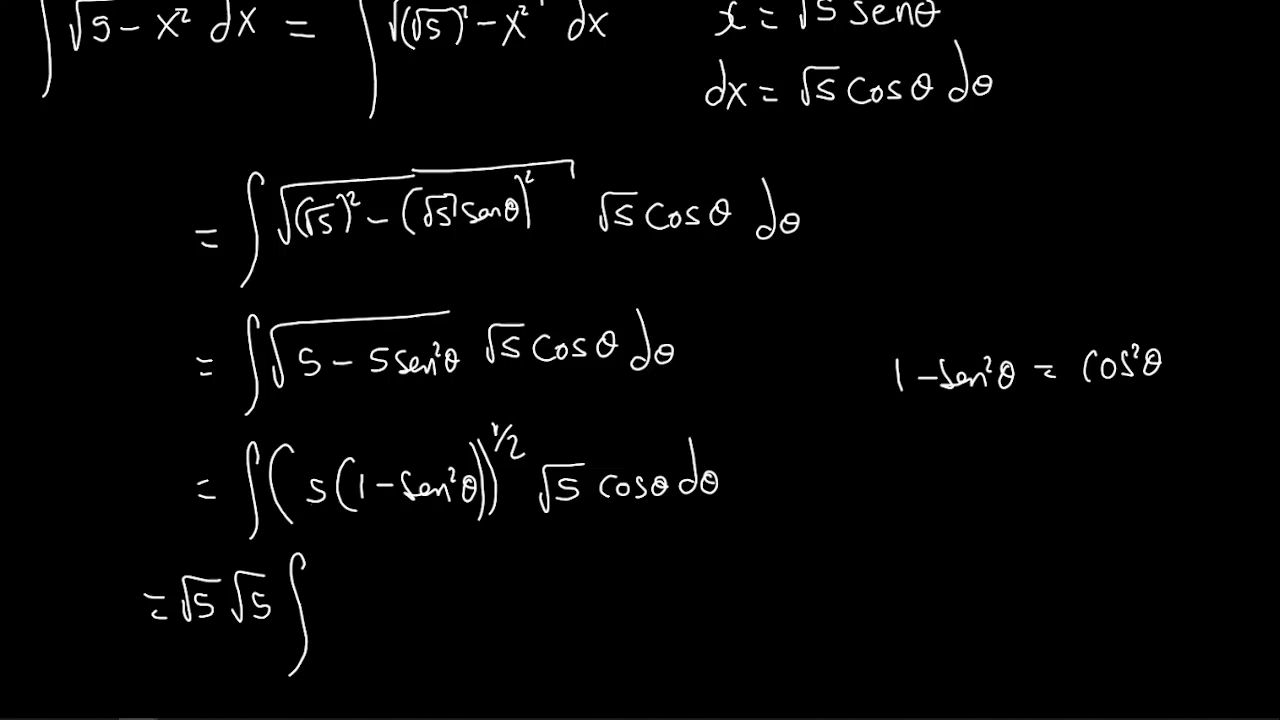 ∫ √5 − x² dx = ∫ √(√5)² − x² dx x = √5 senθ
dx = √5 cosθ dθ
= ∫ √(√5)² − (√5 senθ)² √5 cosθ dθ
= ∫ √5 − 5sen²θ √5 cosθ dθ
1 − sen²θ = cos²θ
= ∫ (5(1 − sen²θ))^1/2 √5 cosθ dθ
= √5 √5 ∫